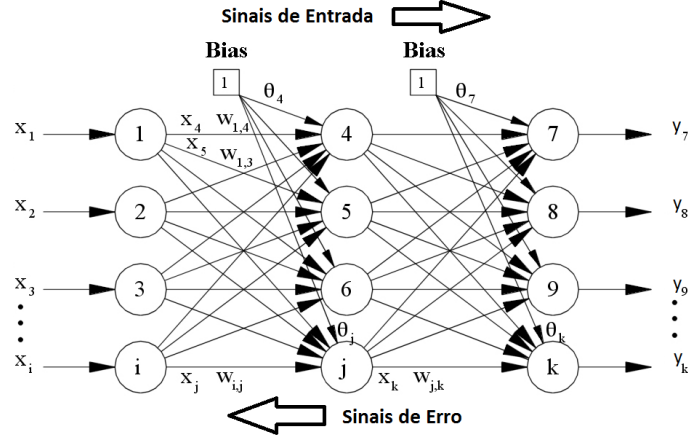 Sinais de Entrada
Bias Bias
1 θ4 1 θ7
x1 1 x4 w1,4 4 7 y7
x5 w1,3
x2 2 5 8 y8
x3 3 6 9 y9
θj θk
xi i xj wi,j j xk wj,k k yk
Sinais de Erro